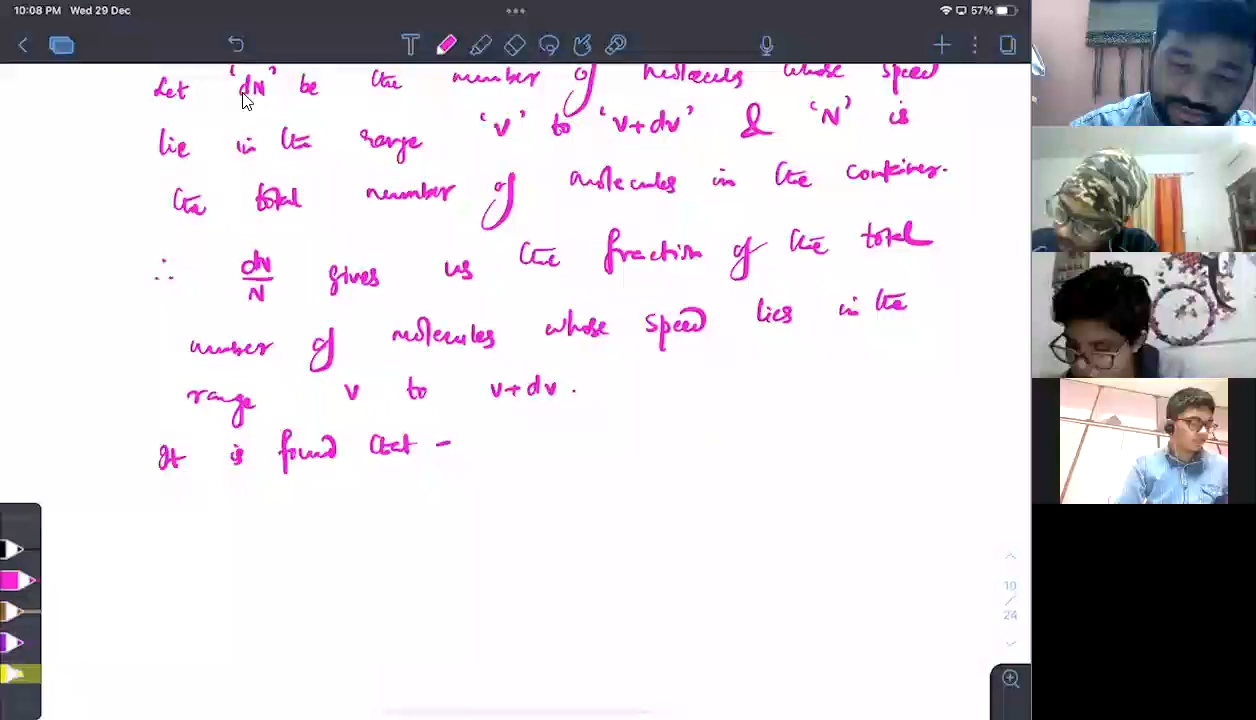 10:08 PM Wed 29 Dec
57%
Let 'dN' be the number of molecules whose speed
lie in the range 'v' to 'v+dv' & 'N' is
the total number of molecules in the container.
∴ dN/N gives us the fraction of the total
number of molecules whose speed lies in the
range v to v+dv.
It is found that -
10
/
24